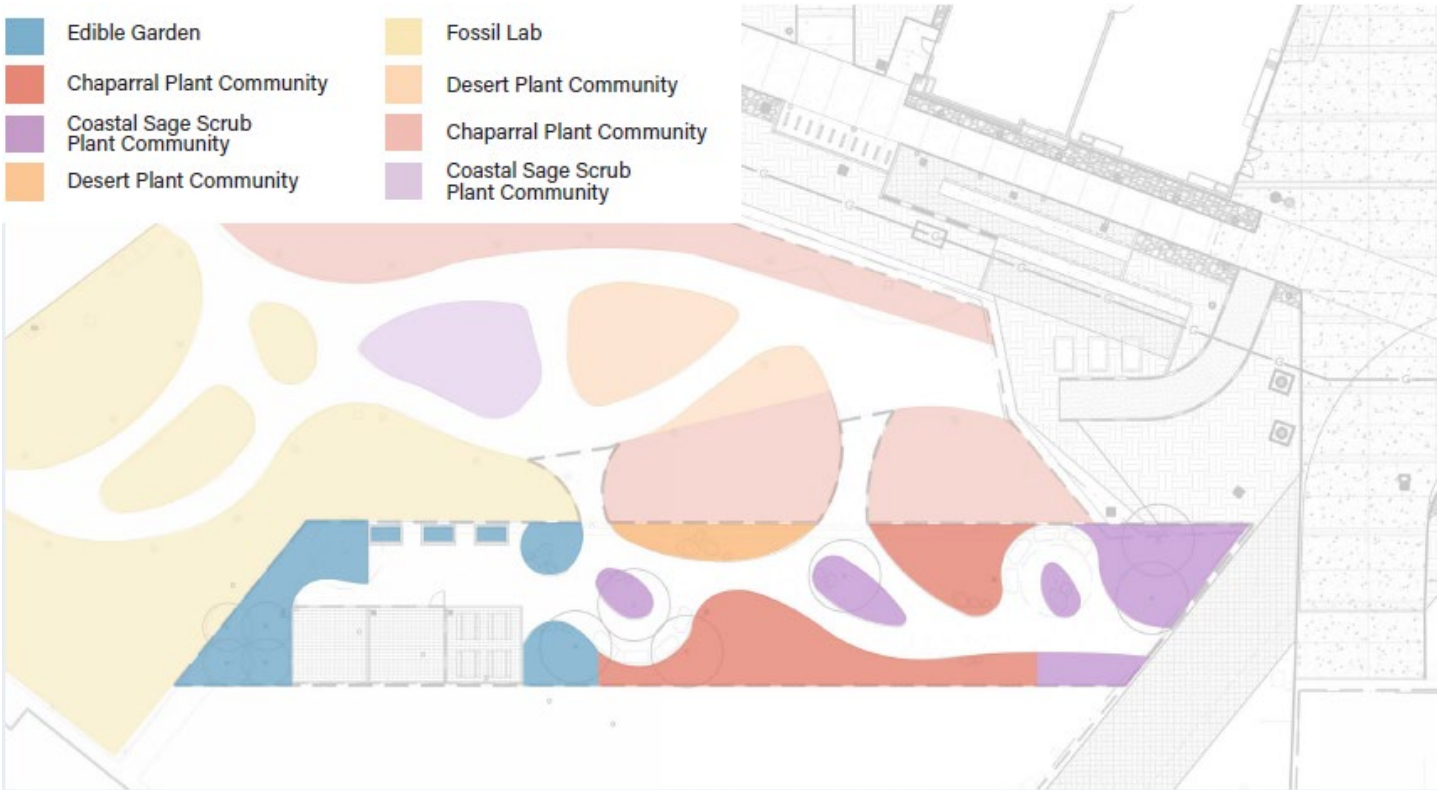 Edible Garden
Chaparral Plant Community
Coastal Sage Scrub
Plant Community
Desert Plant Community
Fossil Lab
Desert Plant Community
Chaparral Plant Community
Coastal Sage Scrub
Plant Community
G
G
G
G
G
G
G